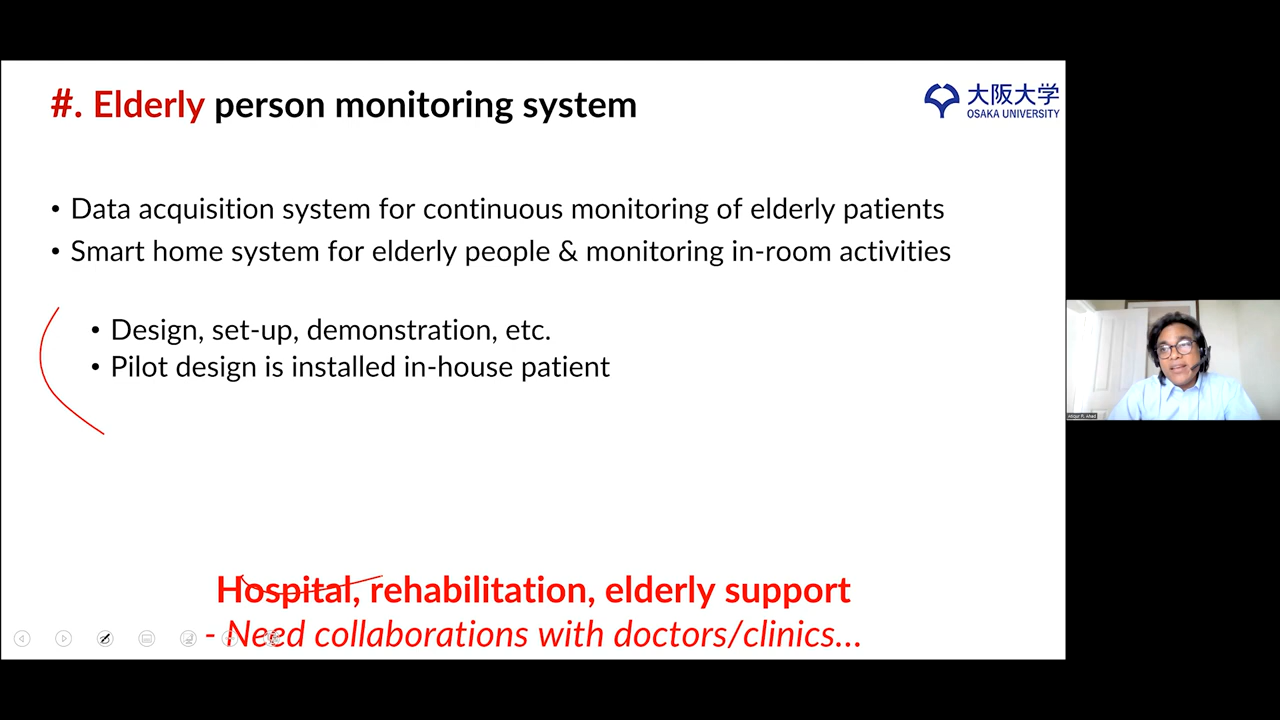 #. Elderly person monitoring system
大阪大学
OSAKA UNIVERSITY
• Data acquisition system for continuous monitoring of elderly patients
• Smart home system for elderly people & monitoring in-room activities
• Design, set-up, demonstration, etc.
• Pilot design is installed in-house patient
Atiqur R. Ahad
Hospital, rehabilitation, elderly support
- Need collaborations with doctors/clinics...